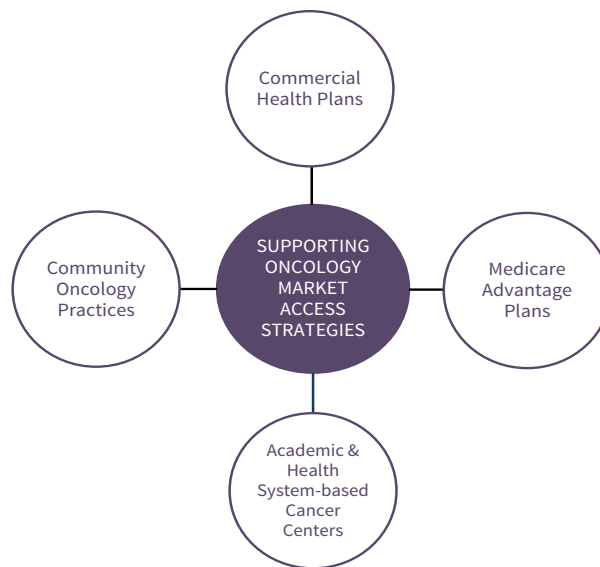 Commercial
Health Plans
SUPPORTING
ONCOLOGY
MARKET
ACCESS
STRATEGIES
Community
Oncology
Practices
Medicare
Advantage
Plans
Academic &
Health
System-based
Cancer
Centers